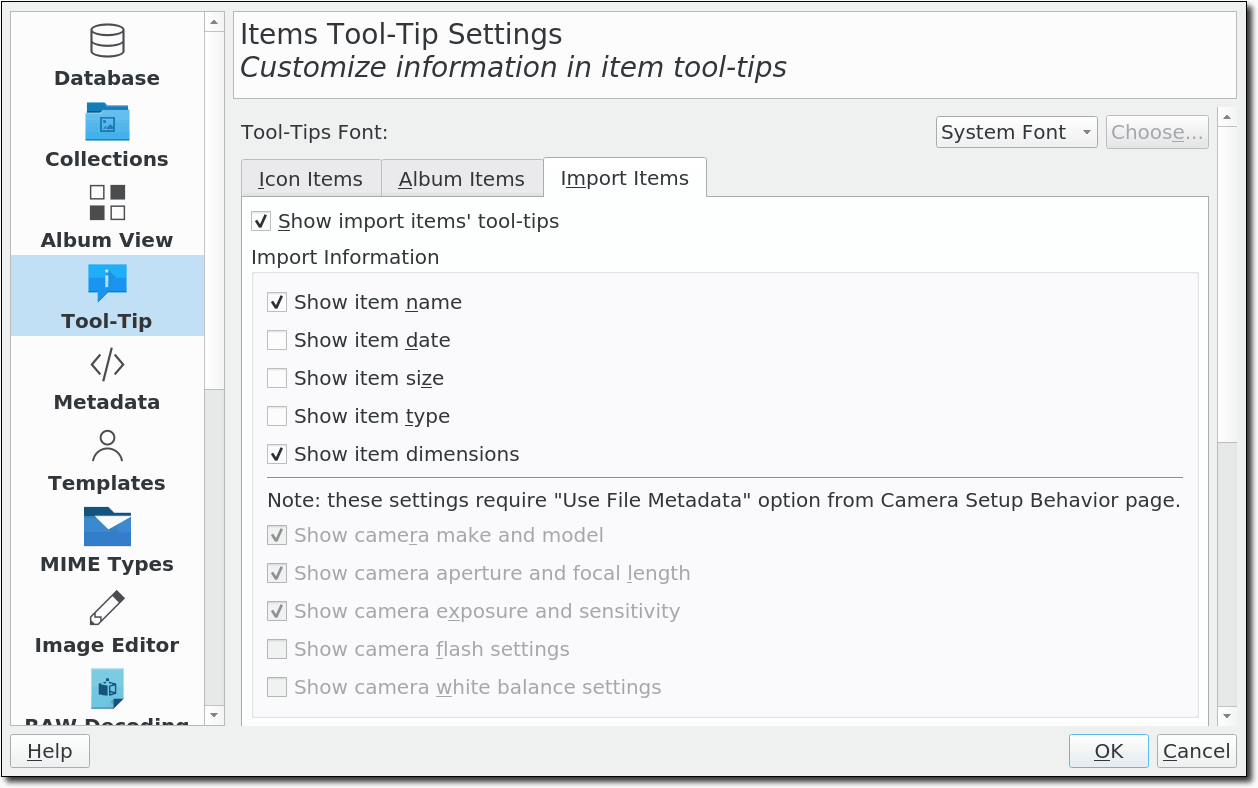 Items Tool-Tip Settings
Customize information in item tool-tips
Database
Collections
Album View
Tool-Tip
Metadata
Templates
MIME Types
Image Editor
RAW Decoding
Tool-Tips Font:
System Font
Choose...
Icon Items
Album Items
Import Items
Show import items' tool-tips
Import Information
Show item name
Show item date
Show item size
Show item type
Show item dimensions
Note: these settings require "Use File Metadata" option from Camera Setup Behavior page.
Show camera make and model
Show camera aperture and focal length
Show camera exposure and sensitivity
Show camera flash settings
Show camera white balance settings
Help
OK
Cancel